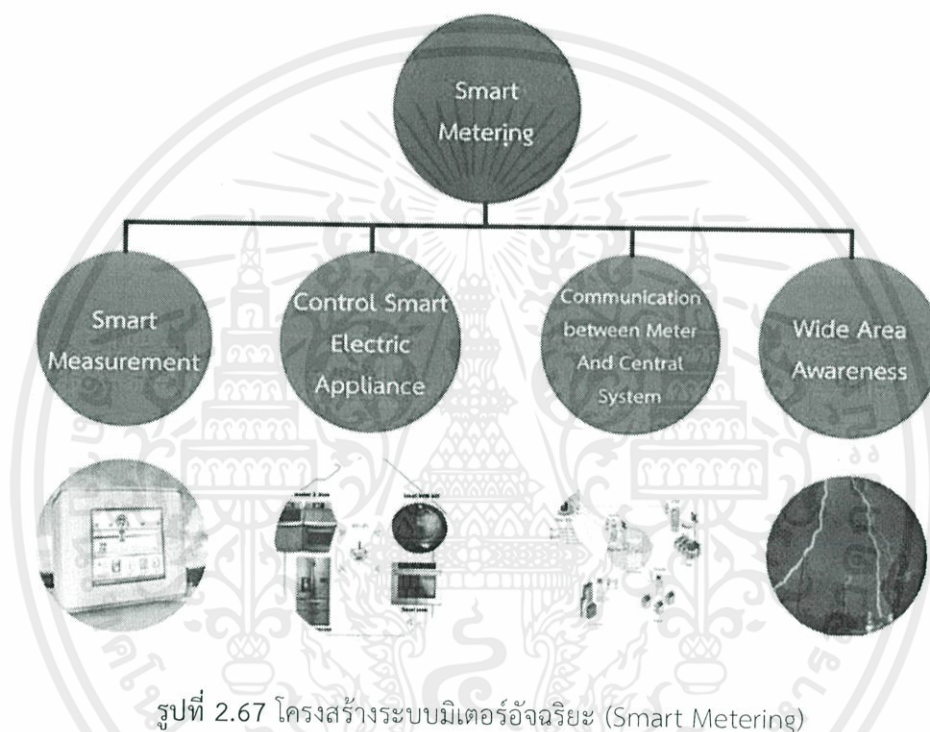 Smart
Metering
Smart
Measurement
Control Smart
Electric
Appliance
Communication
between Meter
And Central
System
Wide Area
Awareness
รูปที่ 2.67 โครงสร้างระบบมิเตอร์อัจฉริยะ (Smart Metering)